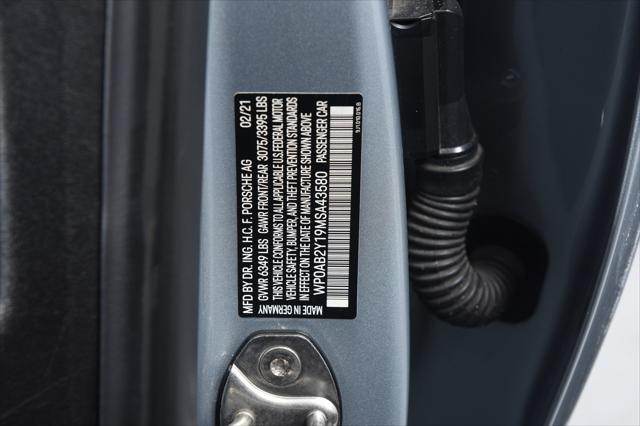 MFD BY DR. ING. H.C. F. PORSCHE AG 02/21
GVWR 6349 LBS GAWR FRONT/REAR 3075/3395 LBS
THIS VEHICLE CONFORMS TO ALL APPLICABLE U.S. FEDERAL MOTOR
VEHICLE SAFETY, BUMPER, AND THEFT PREVENTION STANDARDS
IN EFFECT ON THE DATE OF MANUFACTURE SHOWN ABOVE
WP0AB2Y19MSA43580 PASSENGER CAR
MADE IN GERMANY